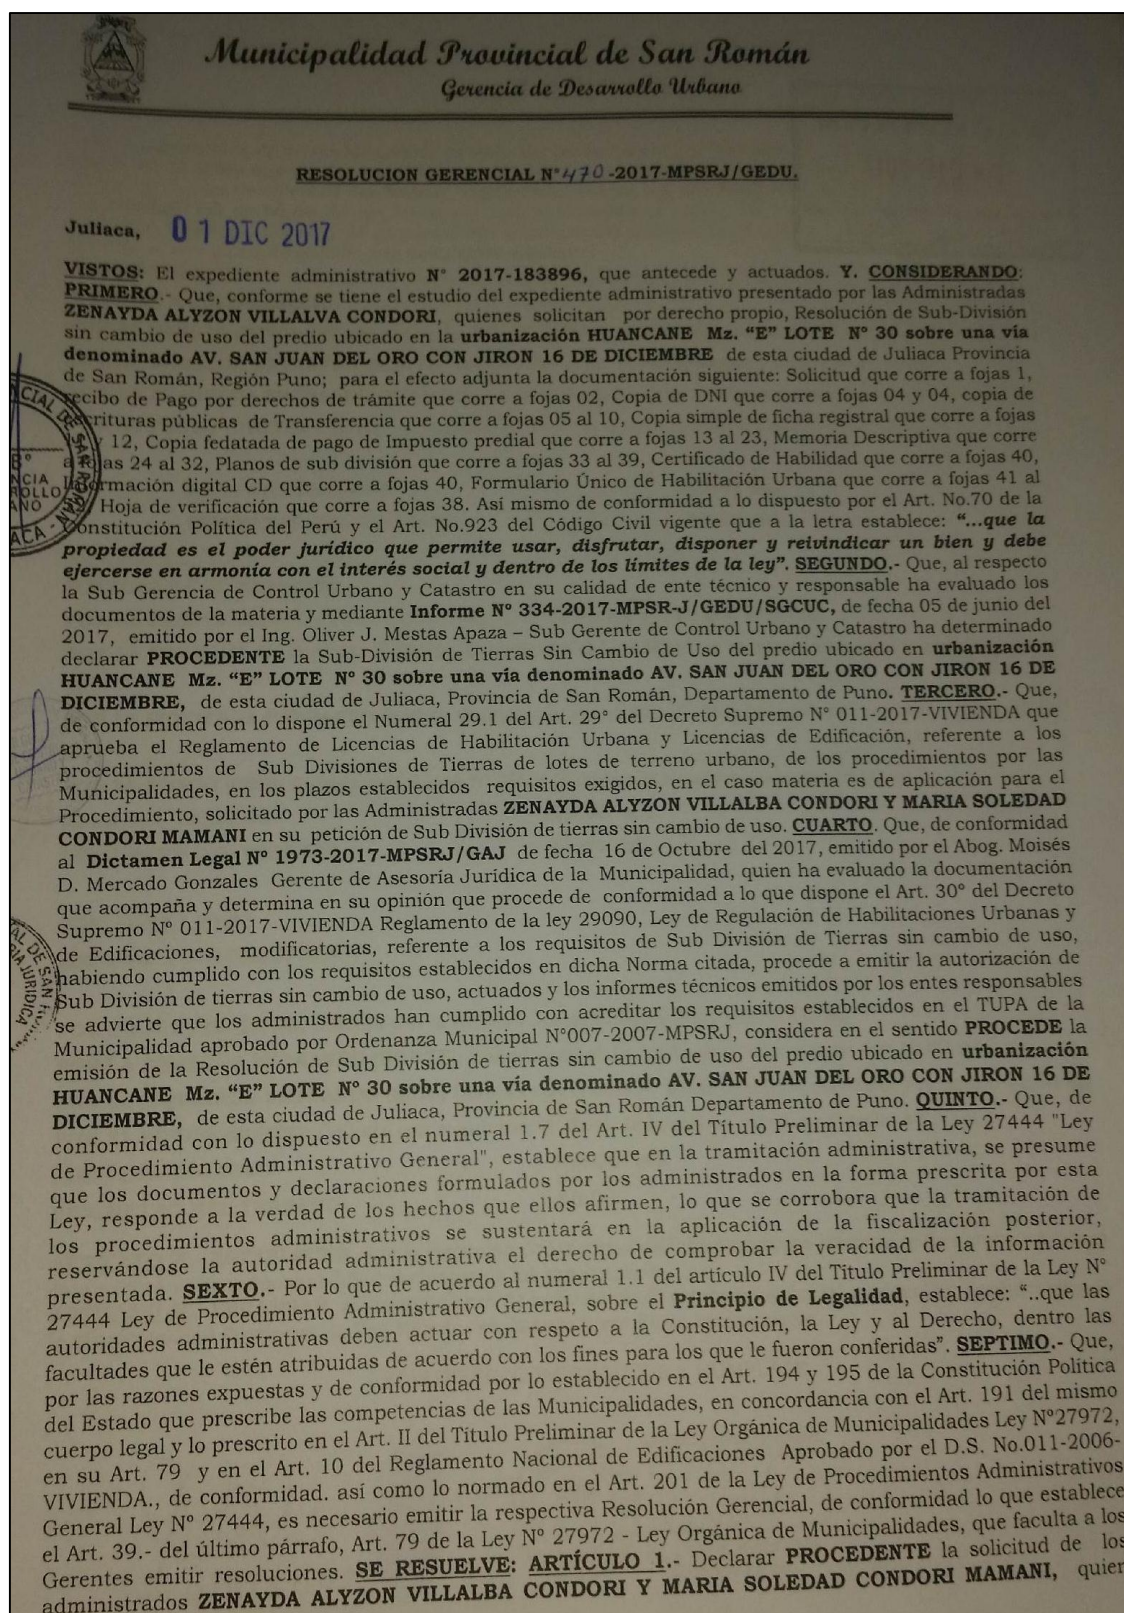 Municipalidad Provincial de San Román
Gerencia de Desarrollo Urbano
RESOLUCION GERENCIAL N°470-2017-MPSRJ/GEDU.
Juliaca, 01 DIC 2017
VISTOS: El expediente administrativo N° 2017-183896, que antecede y actuados. Y. CONSIDERANDO:
PRIMERO.- Que, conforme se tiene el estudio del expediente administrativo presentado por las Administradas
ZENAYDA ALYZON VILLALVA CONDORI, quienes solicitan por derecho propio, Resolución de Sub-División
sin cambio de uso del predio ubicado en la urbanización HUANCANE Mz. “E” LOTE Nº 30 sobre una vía
denominado AV. SAN JUAN DEL ORO CON JIRON 16 DE DICIEMBRE de esta ciudad de Juliaca Provincia
de San Román, Región Puno; para el efecto adjunta la documentación siguiente: Solicitud que corre a fojas 1,
recibo de Pago por derechos de trámite que corre a fojas 02, Copia de DNI que corre a fojas 04 y 04, copia de
crituras públicas de Transferencia que corre a fojas 05 al 10, Copia simple de ficha registral que corre a fojas
y 12, Copia fedatada de pago de Impuesto predial que corre a fojas 13 al 23, Memoria Descriptiva que corre
a fojas 24 al 32, Planos de sub división que corre a fojas 33 al 39, Certificado de Habilidad que corre a fojas 40,
Información digital CD que corre a fojas 40, Formulario Único de Habilitación Urbana que corre a fojas 41 al
Hoja de verificación que corre a fojas 38. Así mismo de conformidad a lo dispuesto por el Art. No.70 de la
Constitución Política del Perú y el Art. No.923 del Código Civil vigente que a la letra establece: “...que la
propiedad es el poder jurídico que permite usar, disfrutar, disponer y reivindicar un bien y debe
ejercerse en armonía con el interés social y dentro de los límites de la ley”. SEGUNDO.- Que, al respecto
la Sub Gerencia de Control Urbano y Catastro en su calidad de ente técnico y responsable ha evaluado los
documentos de la materia y mediante Informe Nº 334-2017-MPSR-J/GEDU/SGCUC, de fecha 05 de junio del
2017, emitido por el Ing. Oliver J. Mestas Apaza – Sub Gerente de Control Urbano y Catastro ha determinado
declarar PROCEDENTE la Sub-División de Tierras Sin Cambio de Uso del predio ubicado en urbanización
HUANCANE Mz. “E” LOTE Nº 30 sobre una vía denominado AV. SAN JUAN DEL ORO CON JIRON 16 DE
DICIEMBRE, de esta ciudad de Juliaca, Provincia de San Román, Departamento de Puno. TERCERO.- Que,
de conformidad con lo dispone el Numeral 29.1 del Art. 29° del Decreto Supremo N° 011-2017-VIVIENDA que
aprueba el Reglamento de Licencias de Habilitación Urbana y Licencias de Edificación, referente a los
procedimientos de Sub Divisiones de Tierras de lotes de terreno urbano, de los procedimientos por las
Municipalidades, en los plazos establecidos requisitos exigidos, en el caso materia es de aplicación para el
Procedimiento, solicitado por las Administradas ZENAYDA ALYZON VILLALBA CONDORI Y MARIA SOLEDAD
CONDORI MAMANI en su petición de Sub División de tierras sin cambio de uso. CUARTO. Que, de conformidad
al Dictamen Legal Nº 1973-2017-MPSRJ/GAJ de fecha 16 de Octubre del 2017, emitido por el Abog. Moisés
D. Mercado Gonzales Gerente de Asesoría Jurídica de la Municipalidad, quien ha evaluado la documentación
que acompaña y determina en su opinión que procede de conformidad a lo que dispone el Art. 30° del Decreto
Supremo Nº 011-2017-VIVIENDA Reglamento de la ley 29090, Ley de Regulación de Habilitaciones Urbanas y
de Edificaciones, modificatorias, referente a los requisitos de Sub División de Tierras sin cambio de uso,
habiendo cumplido con los requisitos establecidos en dicha Norma citada, procede a emitir la autorización de
Sub División de tierras sin cambio de uso, actuados y los informes técnicos emitidos por los entes responsables
se advierte que los administrados han cumplido con acreditar los requisitos establecidos en el TUPA de la
Municipalidad aprobado por Ordenanza Municipal N°007-2007-MPSRJ, considera en el sentido PROCEDE la
emisión de la Resolución de Sub División de tierras sin cambio de uso del predio ubicado en urbanización
HUANCANE Mz. “E” LOTE Nº 30 sobre una vía denominado AV. SAN JUAN DEL ORO CON JIRON 16 DE
DICIEMBRE, de esta ciudad de Juliaca, Provincia de San Román Departamento de Puno. QUINTO.- Que, de
conformidad con lo dispuesto en el numeral 1.7 del Art. IV del Título Preliminar de la Ley 27444 "Ley
de Procedimiento Administrativo General", establece que en la tramitación administrativa, se presume
que los documentos y declaraciones formulados por los administrados en la forma prescrita por esta
Ley, responde a la verdad de los hechos que ellos afirmen, lo que se corrobora que la tramitación de
los procedimientos administrativos se sustentará en la aplicación de la fiscalización posterior,
reservándose la autoridad administrativa el derecho de comprobar la veracidad de la información
presentada. SEXTO.- Por lo que de acuerdo al numeral 1.1 del artículo IV del Título Preliminar de la Ley N°
27444 Ley de Procedimiento Administrativo General, sobre el Principio de Legalidad, establece: “..que las
autoridades administrativas deben actuar con respeto a la Constitución, la Ley y al Derecho, dentro las
facultades que le estén atribuidas de acuerdo con los fines para los que le fueron conferidas”. SEPTIMO.- Que,
por las razones expuestas y de conformidad por lo establecido en el Art. 194 y 195 de la Constitución Política
del Estado que prescribe las competencias de las Municipalidades, en concordancia con el Art. 191 del mismo
cuerpo legal y lo prescrito en el Art. II del Título Preliminar de la Ley Orgánica de Municipalidades Ley Nº27972,
en su Art. 79 y en el Art. 10 del Reglamento Nacional de Edificaciones Aprobado por el D.S. No.011-2006-
VIVIENDA., de conformidad. así como lo normado en el Art. 201 de la Ley de Procedimientos Administrativos
General Ley Nº 27444, es necesario emitir la respectiva Resolución Gerencial, de conformidad lo que establece
el Art. 39.- del último párrafo, Art. 79 de la Ley Nº 27972 - Ley Orgánica de Municipalidades, que faculta a los
Gerentes emitir resoluciones. SE RESUELVE: ARTÍCULO 1.- Declarar PROCEDENTE la solicitud de los
administrados ZENAYDA ALYZON VILLALBA CONDORI Y MARIA SOLEDAD CONDORI MAMANI, quien